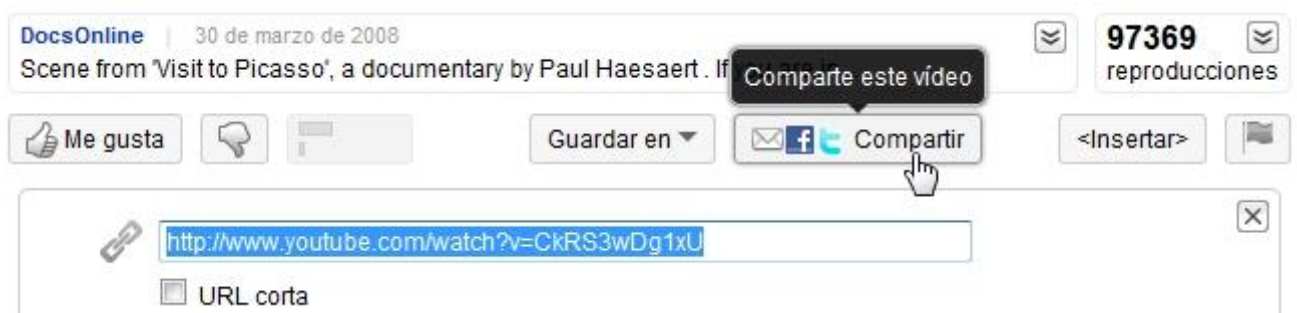 DocsOnline | 30 de marzo de 2008
Scene from 'Visit to Picasso', a documentary by Paul Haesaert . If
97369
reproducciones
Comparte este vídeo
Me gusta
Guardar en
Compartir
<Insertar>
http://www.youtube.com/watch?v=CkRS3wDg1xU
URL corta